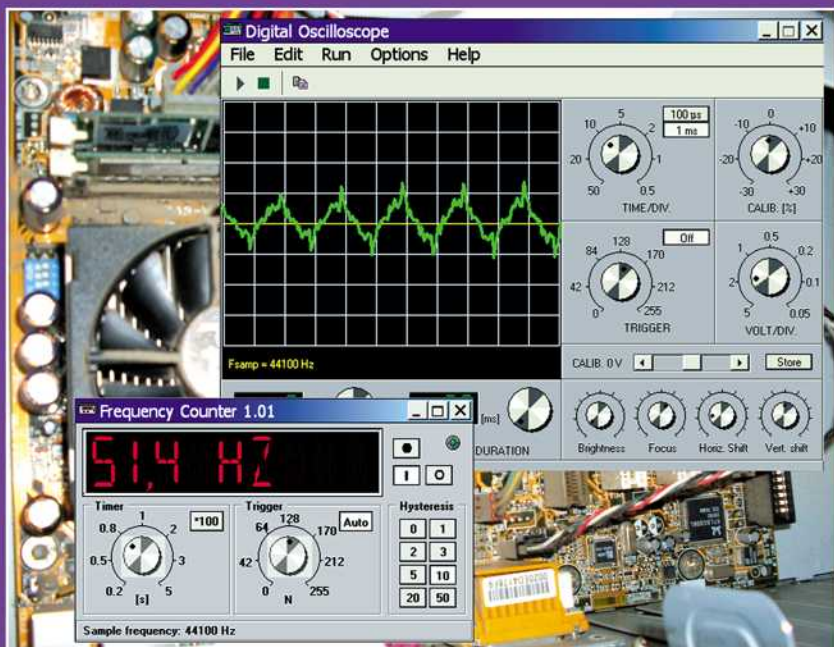 Digital Oscilloscope
File Edit Run Options Help
5
10
2
20
1
50
0.5
100 µs
1 ms
TIME/DIV.
0
-10
+10
-20
+20
-30
+30
CALIB. [%]
128
84
170
42
212
0
255
Off
TRIGGER
0.5
1
0.2
2
0.1
5
0.05
VOLT/DIV.
Fsamp = 44100 Hz
CALIB. 0 V
Store
[ms]
DURATION
Brightness
Focus
Horiz. Shift
Vert. shift
Frequency Counter 1.01
51,4 HZ
Timer
1
0.8
2
0.5
3
0.2
5
[s]
*100
Trigger
128
64
170
42
212
0
255
N
Auto
Hysteresis
0 1
2 3
5 10
20 50
Sample frequency: 44100 Hz